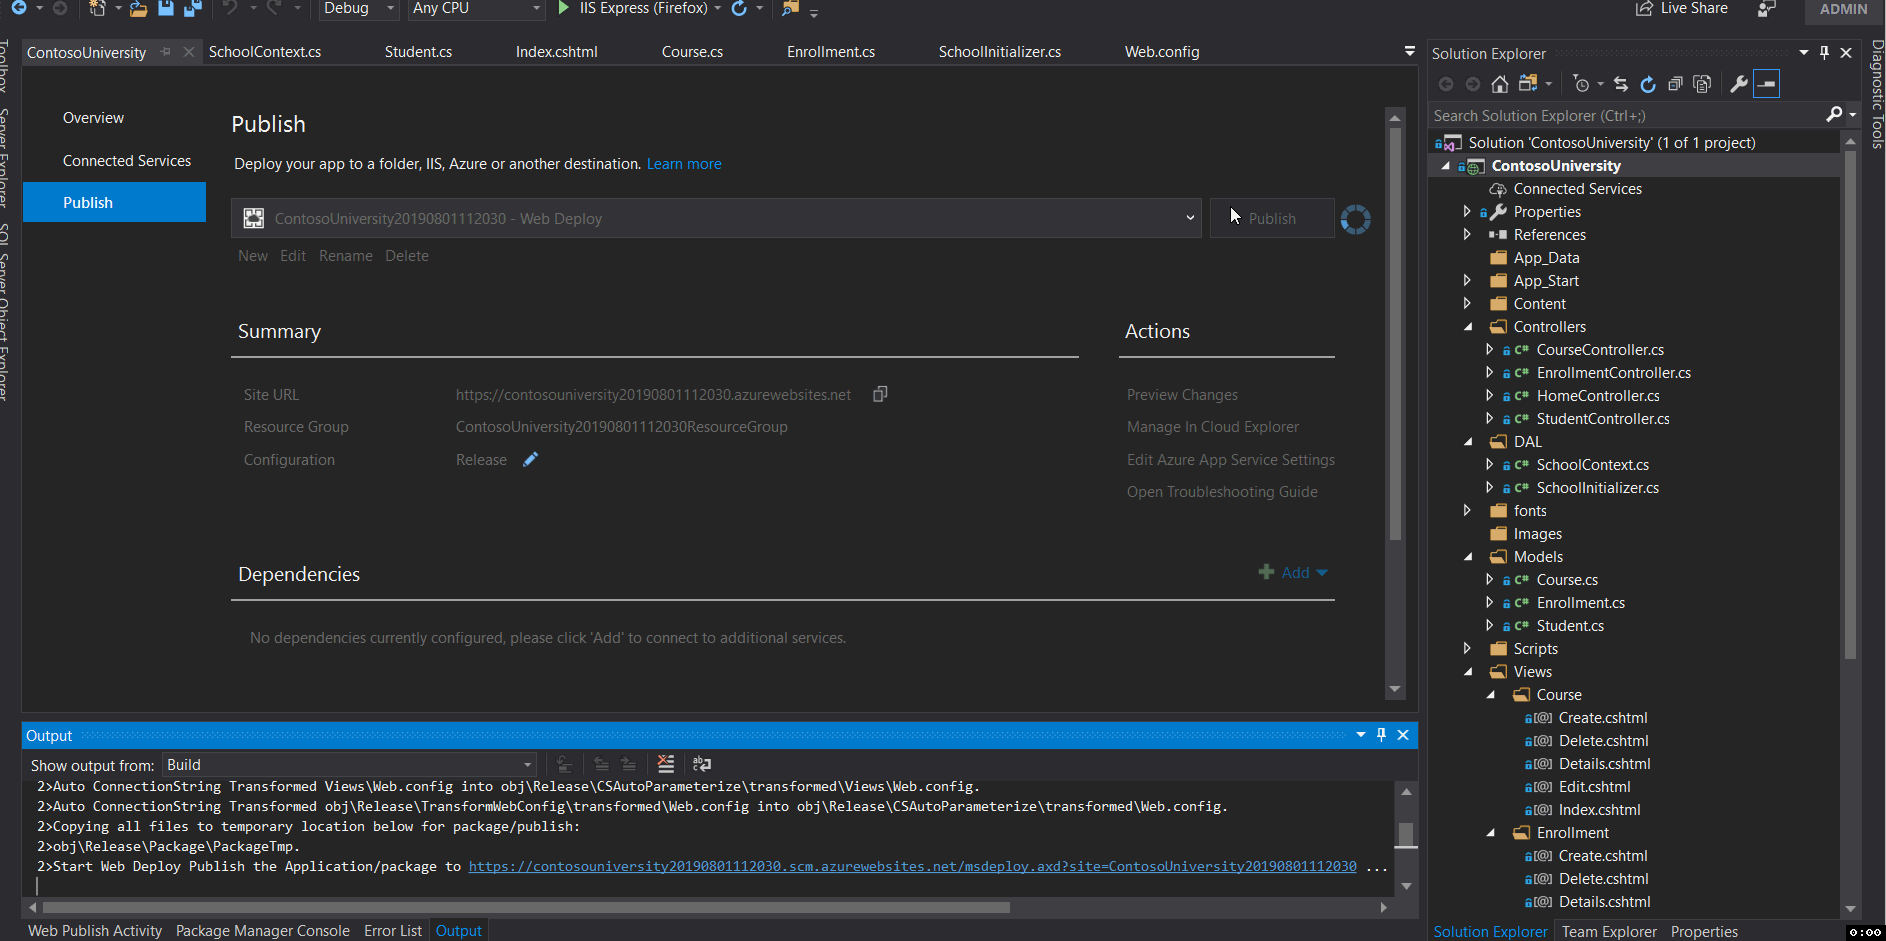 Debug
Any CPU
IIS Express (Firefox)
Live Share
ADMIN
ContosoUniversity
SchoolContext.cs
Student.cs
Index.cshtml
Course.cs
Enrollment.cs
SchoolInitializer.cs
Web.config
Toolbox
Server Explorer
SQL Server Object Explorer
Overview
Connected Services
Publish
Publish
Deploy your app to a folder, IIS, Azure or another destination. Learn more
ContosoUniversity20190801112030 - Web Deploy
Publish
New Edit Rename Delete
Summary
Site URL https://contosouniversity20190801112030.azurewebsites.net
Resource Group ContosoUniversity20190801112030ResourceGroup
Configuration Release
Actions
Preview Changes
Manage In Cloud Explorer
Edit Azure App Service Settings
Open Troubleshooting Guide
Dependencies
Add
No dependencies currently configured, please click 'Add' to connect to additional services.
Output
Show output from: Build
2>Auto ConnectionString Transformed Views\Web.config into obj\Release\CSAutoParameterize\transformed\Views\Web.config.
2>Auto ConnectionString Transformed obj\Release\TransformWebConfig\transformed\Web.config into obj\Release\CSAutoParameterize\transformed\Web.config.
2>Copying all files to temporary location below for package/publish:
2>obj\Release\Package\PackageTmp.
2>Start Web Deploy Publish the Application/package to https://contosouniversity20190801112030.scm.azurewebsites.net/msdeploy.axd?site=ContosoUniversity20190801112030 ...
Web Publish Activity Package Manager Console Error List Output
Solution Explorer
Search Solution Explorer (Ctrl+;)
Solution 'ContosoUniversity' (1 of 1 project)
ContosoUniversity
Connected Services
Properties
References
App_Data
App_Start
Content
Controllers
C# CourseController.cs
C# EnrollmentController.cs
C# HomeController.cs
C# StudentController.cs
DAL
C# SchoolContext.cs
C# SchoolInitializer.cs
fonts
Images
Models
C# Course.cs
C# Enrollment.cs
C# Student.cs
Scripts
Views
Course
[@] Create.cshtml
[@] Delete.cshtml
[@] Details.cshtml
[@] Edit.cshtml
[@] Index.cshtml
Enrollment
[@] Create.cshtml
[@] Delete.cshtml
[@] Details.cshtml
Solution Explorer Team Explorer Properties
Diagnostic Tools
0:00